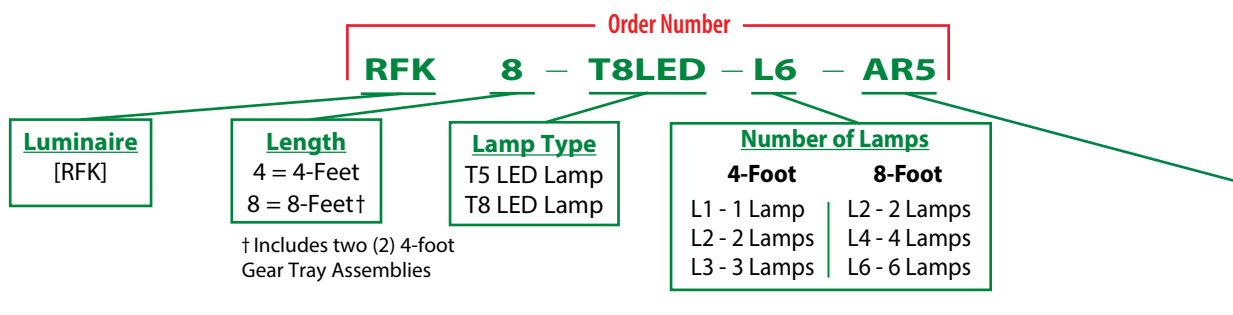 Order Number
RFK 8 – T8LED – L6 – AR5
Luminaire
[RFK]
Length
4 = 4-Feet
8 = 8-Feet†
† Includes two (2) 4-foot
Gear Tray Assemblies
Lamp Type
T5 LED Lamp
T8 LED Lamp
Number of Lamps
4-Foot 8-Foot
L1 - 1 Lamp L2 - 2 Lamps
L2 - 2 Lamps L4 - 4 Lamps
L3 - 3 Lamps L6 - 6 Lamps